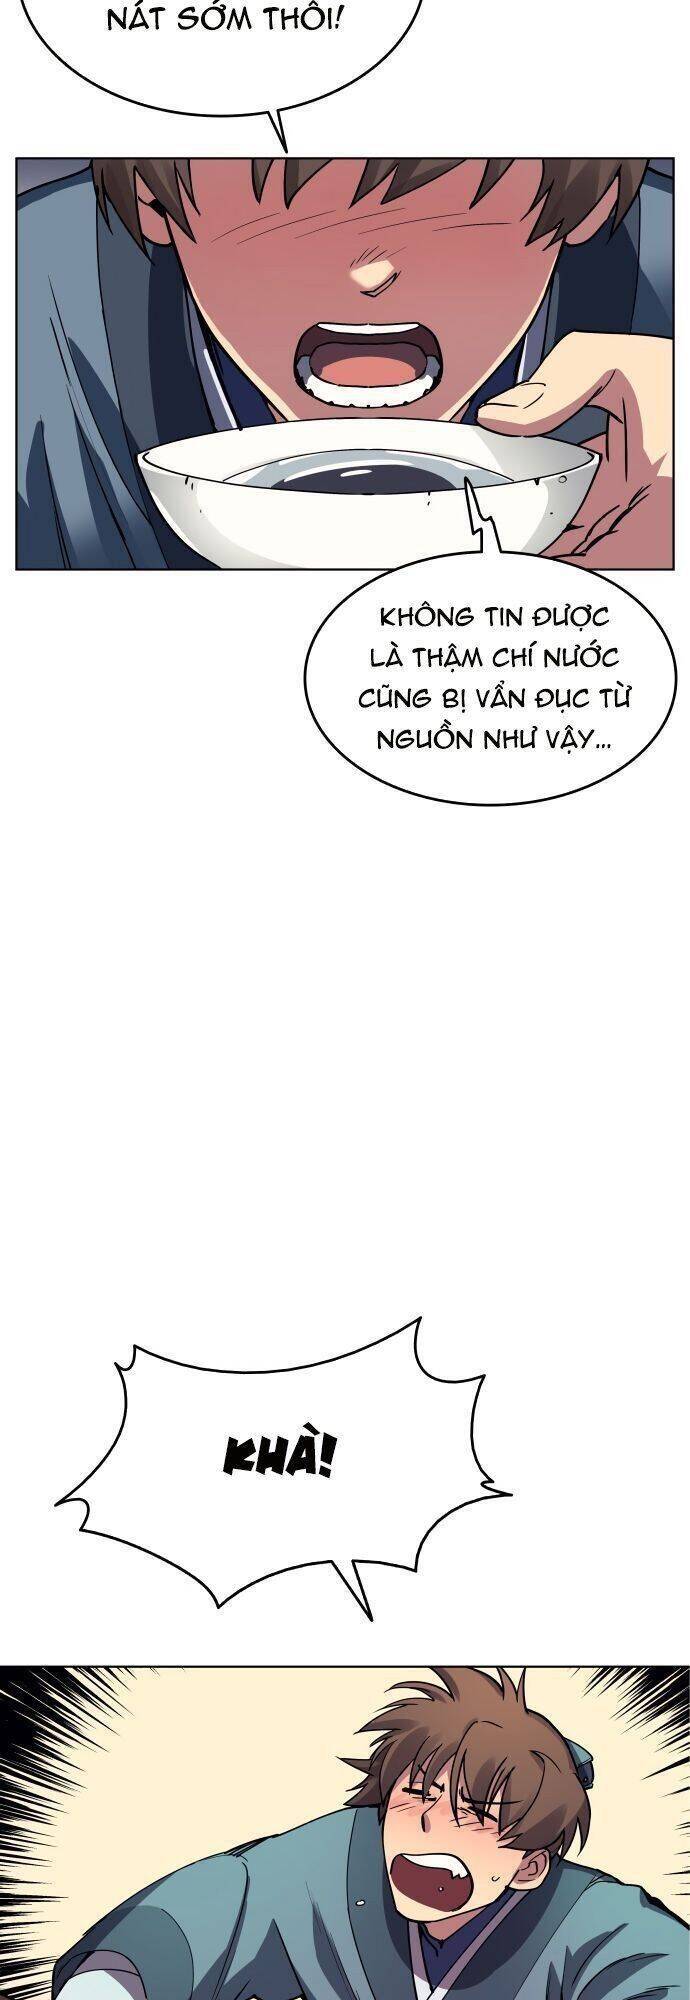 NÁT SỚM THÔI!
KHÔNG TIN ĐƯỢC
LÀ THẬM CHÍ NƯỚC
CŨNG BỊ VẨN ĐỤC TỪ
NGUỒN NHƯ VẬY...
KHÀ!